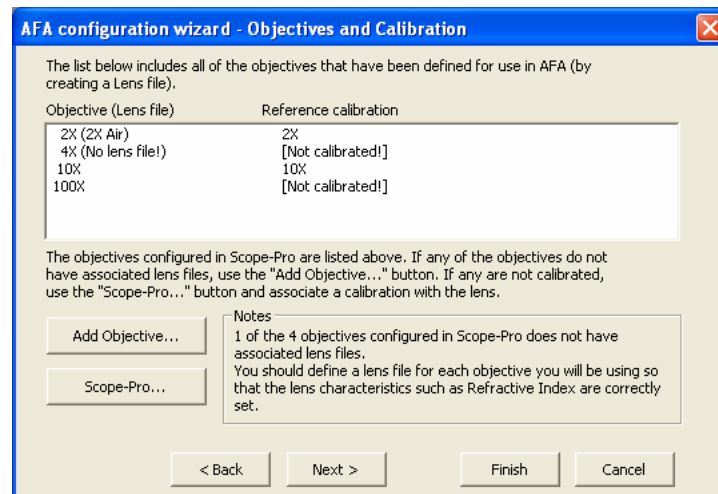 AFA configuration wizard - Objectives and Calibration
The list below includes all of the objectives that have been defined for use in AFA (by
creating a Lens file).
Objective (Lens file) Reference calibration
2X (2X Air) 2X
4X (No lens file!) [Not calibrated!]
10X 10X
100X [Not calibrated!]
The objectives configured in Scope-Pro are listed above. If any of the objectives do not
have associated lens files, use the "Add Objective..." button. If any are not calibrated,
use the "Scope-Pro..." button and associate a calibration with the lens.
Add Objective...
Scope-Pro...
Notes
1 of the 4 objectives configured in Scope-Pro does not have
associated lens files.
You should define a lens file for each objective you will be using so
that the lens characteristics such as Refractive Index are correctly
set.
< Back Next > Finish Cancel